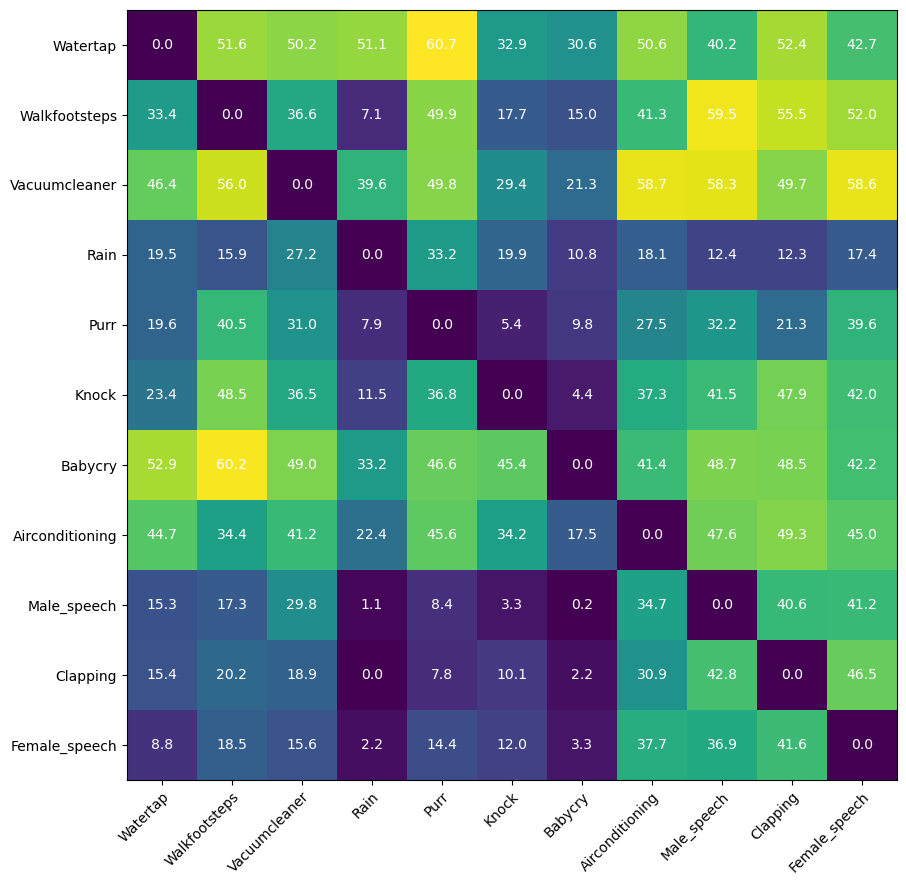 Watertap 0.0 51.6 50.2 51.1 60.7 32.9 30.6 50.6 40.2 52.4 42.7
Walkfootsteps 33.4 0.0 36.6 7.1 49.9 17.7 15.0 41.3 59.5 55.5 52.0
Vacuumcleaner 46.4 56.0 0.0 39.6 49.8 29.4 21.3 58.7 58.3 49.7 58.6
Rain 19.5 15.9 27.2 0.0 33.2 19.9 10.8 18.1 12.4 12.3 17.4
Purr 19.6 40.5 31.0 7.9 0.0 5.4 9.8 27.5 32.2 21.3 39.6
Knock 23.4 48.5 36.5 11.5 36.8 0.0 4.4 37.3 41.5 47.9 42.0
Babycry 52.9 60.2 49.0 33.2 46.6 45.4 0.0 41.4 48.7 48.5 42.2
Airconditioning 44.7 34.4 41.2 22.4 45.6 34.2 17.5 0.0 47.6 49.3 45.0
Male_speech 15.3 17.3 29.8 1.1 8.4 3.3 0.2 34.7 0.0 40.6 41.2
Clapping 15.4 20.2 18.9 0.0 7.8 10.1 2.2 30.9 42.8 0.0 46.5
Female_speech 8.8 18.5 15.6 2.2 14.4 12.0 3.3 37.7 36.9 41.6 0.0
Watertap Walkfootsteps Vacuumcleaner Rain Purr Knock Babycry Airconditioning Male_speech Clapping Female_speech